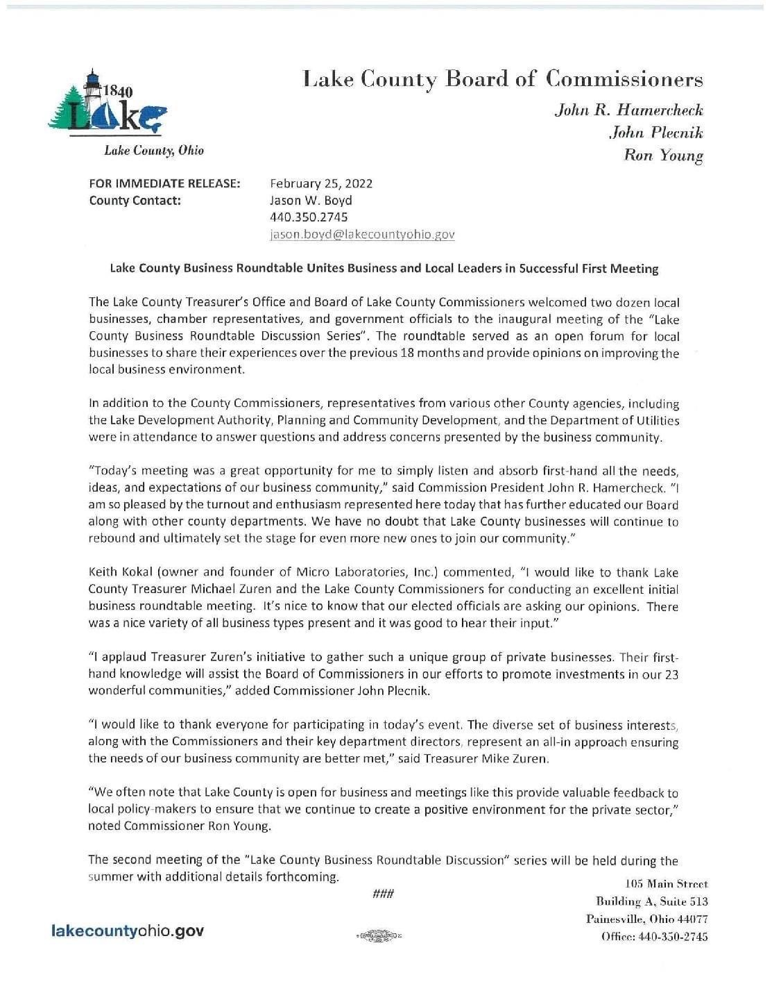 1840
Lake
Lake County, Ohio
Lake County Board of Commissioners
John R. Hamercheck
John Plecnik
Ron Young
FOR IMMEDIATE RELEASE: February 25, 2022
County Contact: Jason W. Boyd
440.350.2745
jason.boyd@lakecountyohio.gov
Lake County Business Roundtable Unites Business and Local Leaders in Successful First Meeting
The Lake County Treasurer's Office and Board of Lake County Commissioners welcomed two dozen local
businesses, chamber representatives, and government officials to the inaugural meeting of the "Lake
County Business Roundtable Discussion Series". The roundtable served as an open forum for local
businesses to share their experiences over the previous 18 months and provide opinions on improving the
local business environment.
In addition to the County Commissioners, representatives from various other County agencies, including
the Lake Development Authority, Planning and Community Development, and the Department of Utilities
were in attendance to answer questions and address concerns presented by the business community.
"Today's meeting was a great opportunity for me to simply listen and absorb first-hand all the needs,
ideas, and expectations of our business community," said Commission President John R. Hamercheck. "I
am so pleased by the turnout and enthusiasm represented here today that has further educated our Board
along with other county departments. We have no doubt that Lake County businesses will continue to
rebound and ultimately set the stage for even more new ones to join our community."
Keith Kokal (owner and founder of Micro Laboratories, Inc.) commented, "I would like to thank Lake
County Treasurer Michael Zuren and the Lake County Commissioners for conducting an excellent initial
business roundtable meeting. It's nice to know that our elected officials are asking our opinions. There
was a nice variety of all business types present and it was good to hear their input."
"I applaud Treasurer Zuren's initiative to gather such a unique group of private businesses. Their first-
hand knowledge will assist the Board of Commissioners in our efforts to promote investments in our 23
wonderful communities," added Commissioner John Plecnik.
"I would like to thank everyone for participating in today's event. The diverse set of business interests,
along with the Commissioners and their key department directors, represent an all-in approach ensuring
the needs of our business community are better met," said Treasurer Mike Zuren.
"We often note that Lake County is open for business and meetings like this provide valuable feedback to
local policy-makers to ensure that we continue to create a positive environment for the private sector,"
noted Commissioner Ron Young.
The second meeting of the "Lake County Business Roundtable Discussion" series will be held during the
summer with additional details forthcoming.
###
105 Main Street
Building A, Suite 513
Painesville, Ohio 44077
Office: 440-350-2745
lakecountyohio.gov